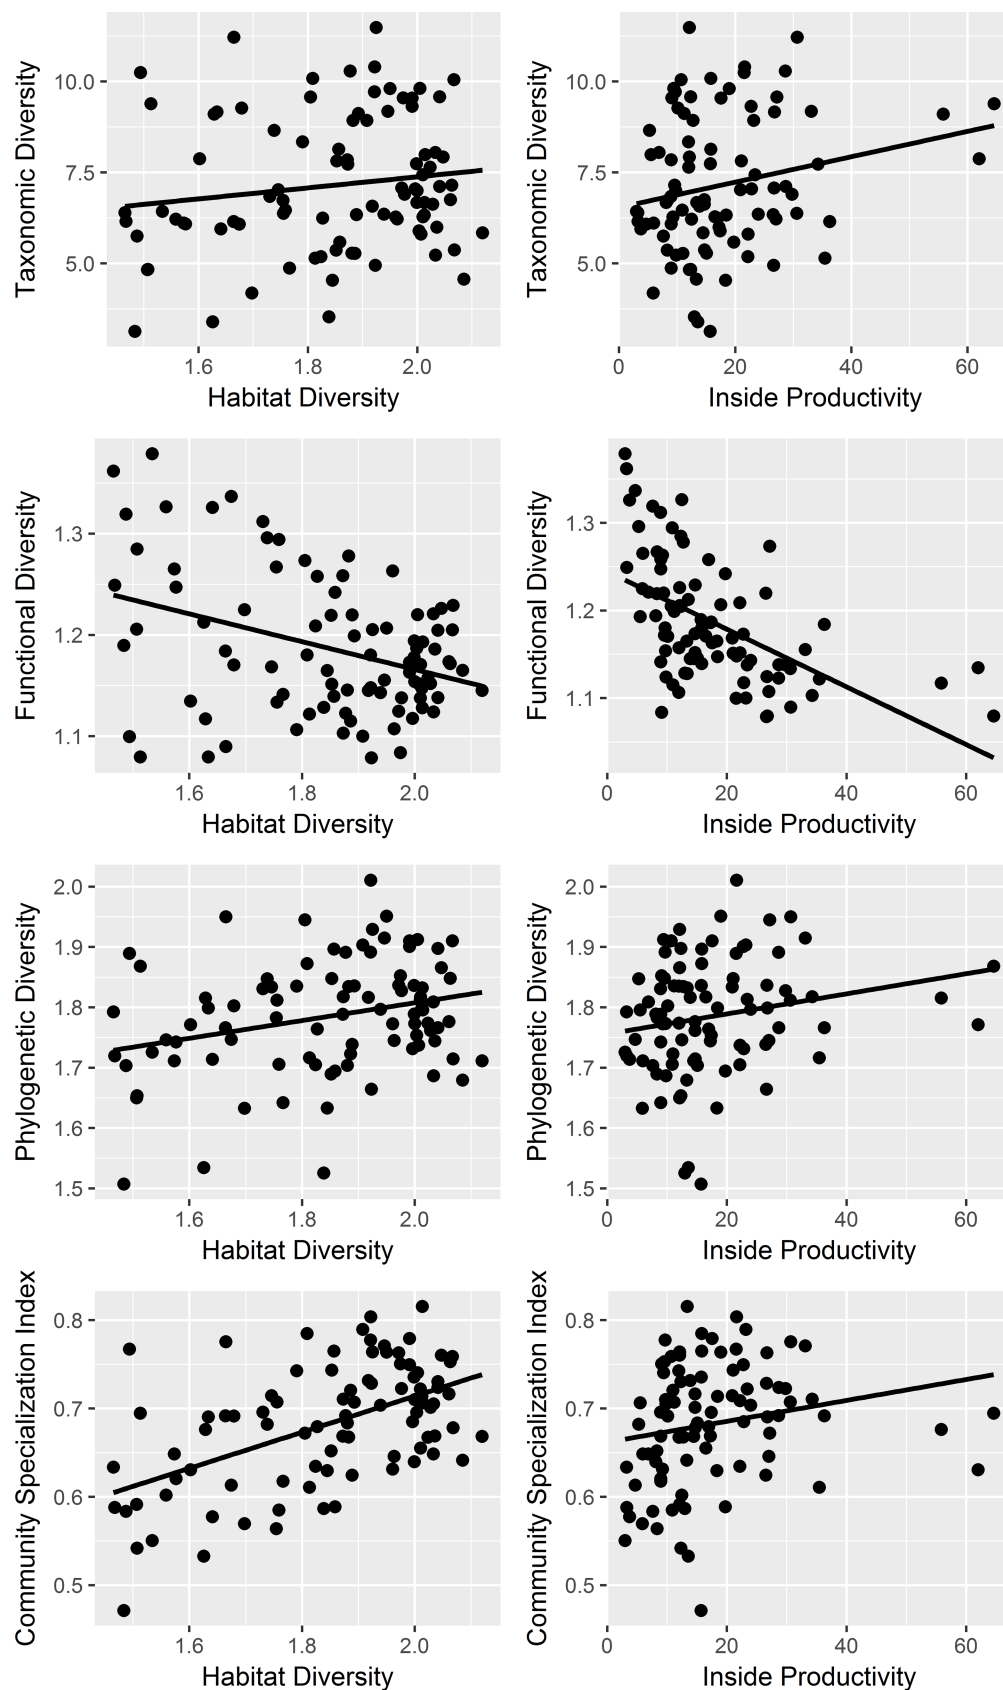 Taxonomic Diversity
10.0
7.5
5.0
1.6 1.8 2.0
Habitat Diversity
Taxonomic Diversity
10.0
7.5
5.0
0 20 40 60
Inside Productivity
Functional Diversity
1.3
1.2
1.1
1.6 1.8 2.0
Habitat Diversity
Functional Diversity
1.3
1.2
1.1
0 20 40 60
Inside Productivity
Phylogenetic Diversity
2.0
1.9
1.8
1.7
1.6
1.5
1.6 1.8 2.0
Habitat Diversity
Phylogenetic Diversity
2.0
1.9
1.8
1.7
1.6
1.5
0 20 40 60
Inside Productivity
Community Specialization Index
0.8
0.7
0.6
0.5
1.6 1.8 2.0
Habitat Diversity
Community Specialization Index
0.8
0.7
0.6
0.5
0 20 40 60
Inside Productivity